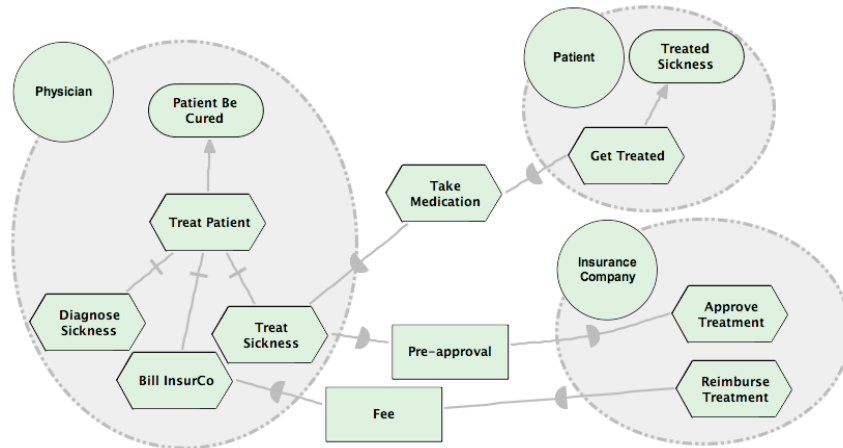 Physician
Patient Be
Cured
Treat Patient
Diagnose
Sickness
Treat
Sickness
Bill InsurCo
Take
Medication
Pre-approval
Fee
Patient
Treated
Sickness
Get Treated
Insurance
Company
Approve
Treatment
Reimburse
Treatment